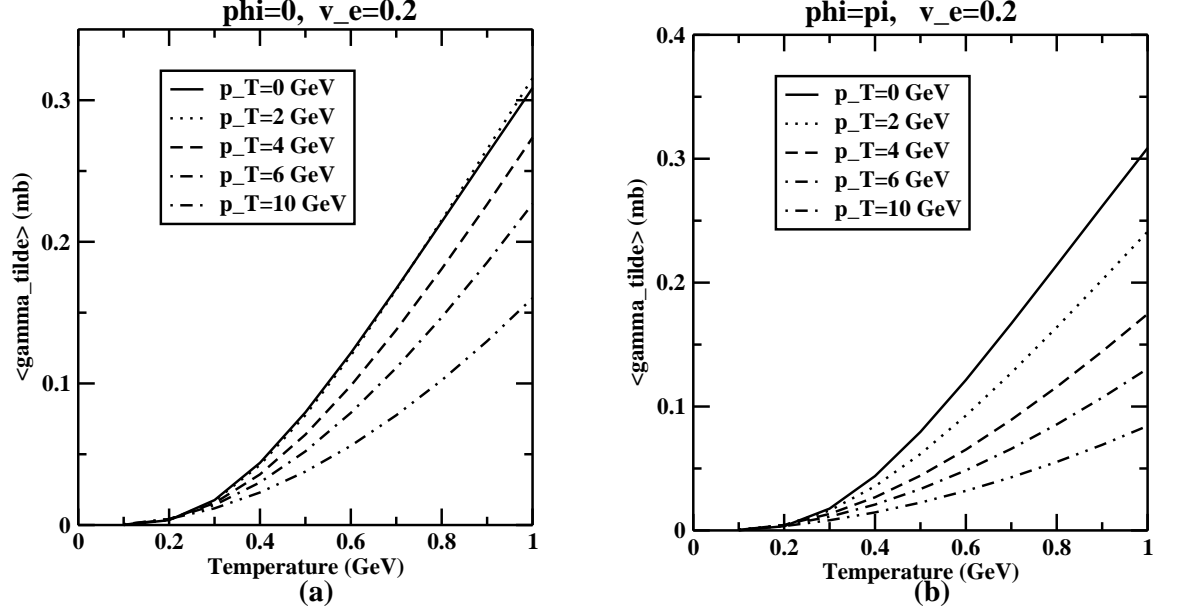 phi=0, v_e=0.2
0.3
0.2
0.1
0
<gamma_tilde> (mb)
p_T=0 GeV
p_T=2 GeV
p_T=4 GeV
p_T=6 GeV
p_T=10 GeV
0 0.2 0.4 0.6 0.8 1
Temperature (GeV)
(a)
phi=pi, v_e=0.2
0.4
0.3
0.2
0.1
0
<gamma_tilde> (mb)
p_T=0 GeV
p_T=2 GeV
p_T=4 GeV
p_T=6 GeV
p_T=10 GeV
0 0.2 0.4 0.6 0.8 1
Temperature (GeV)
(b)